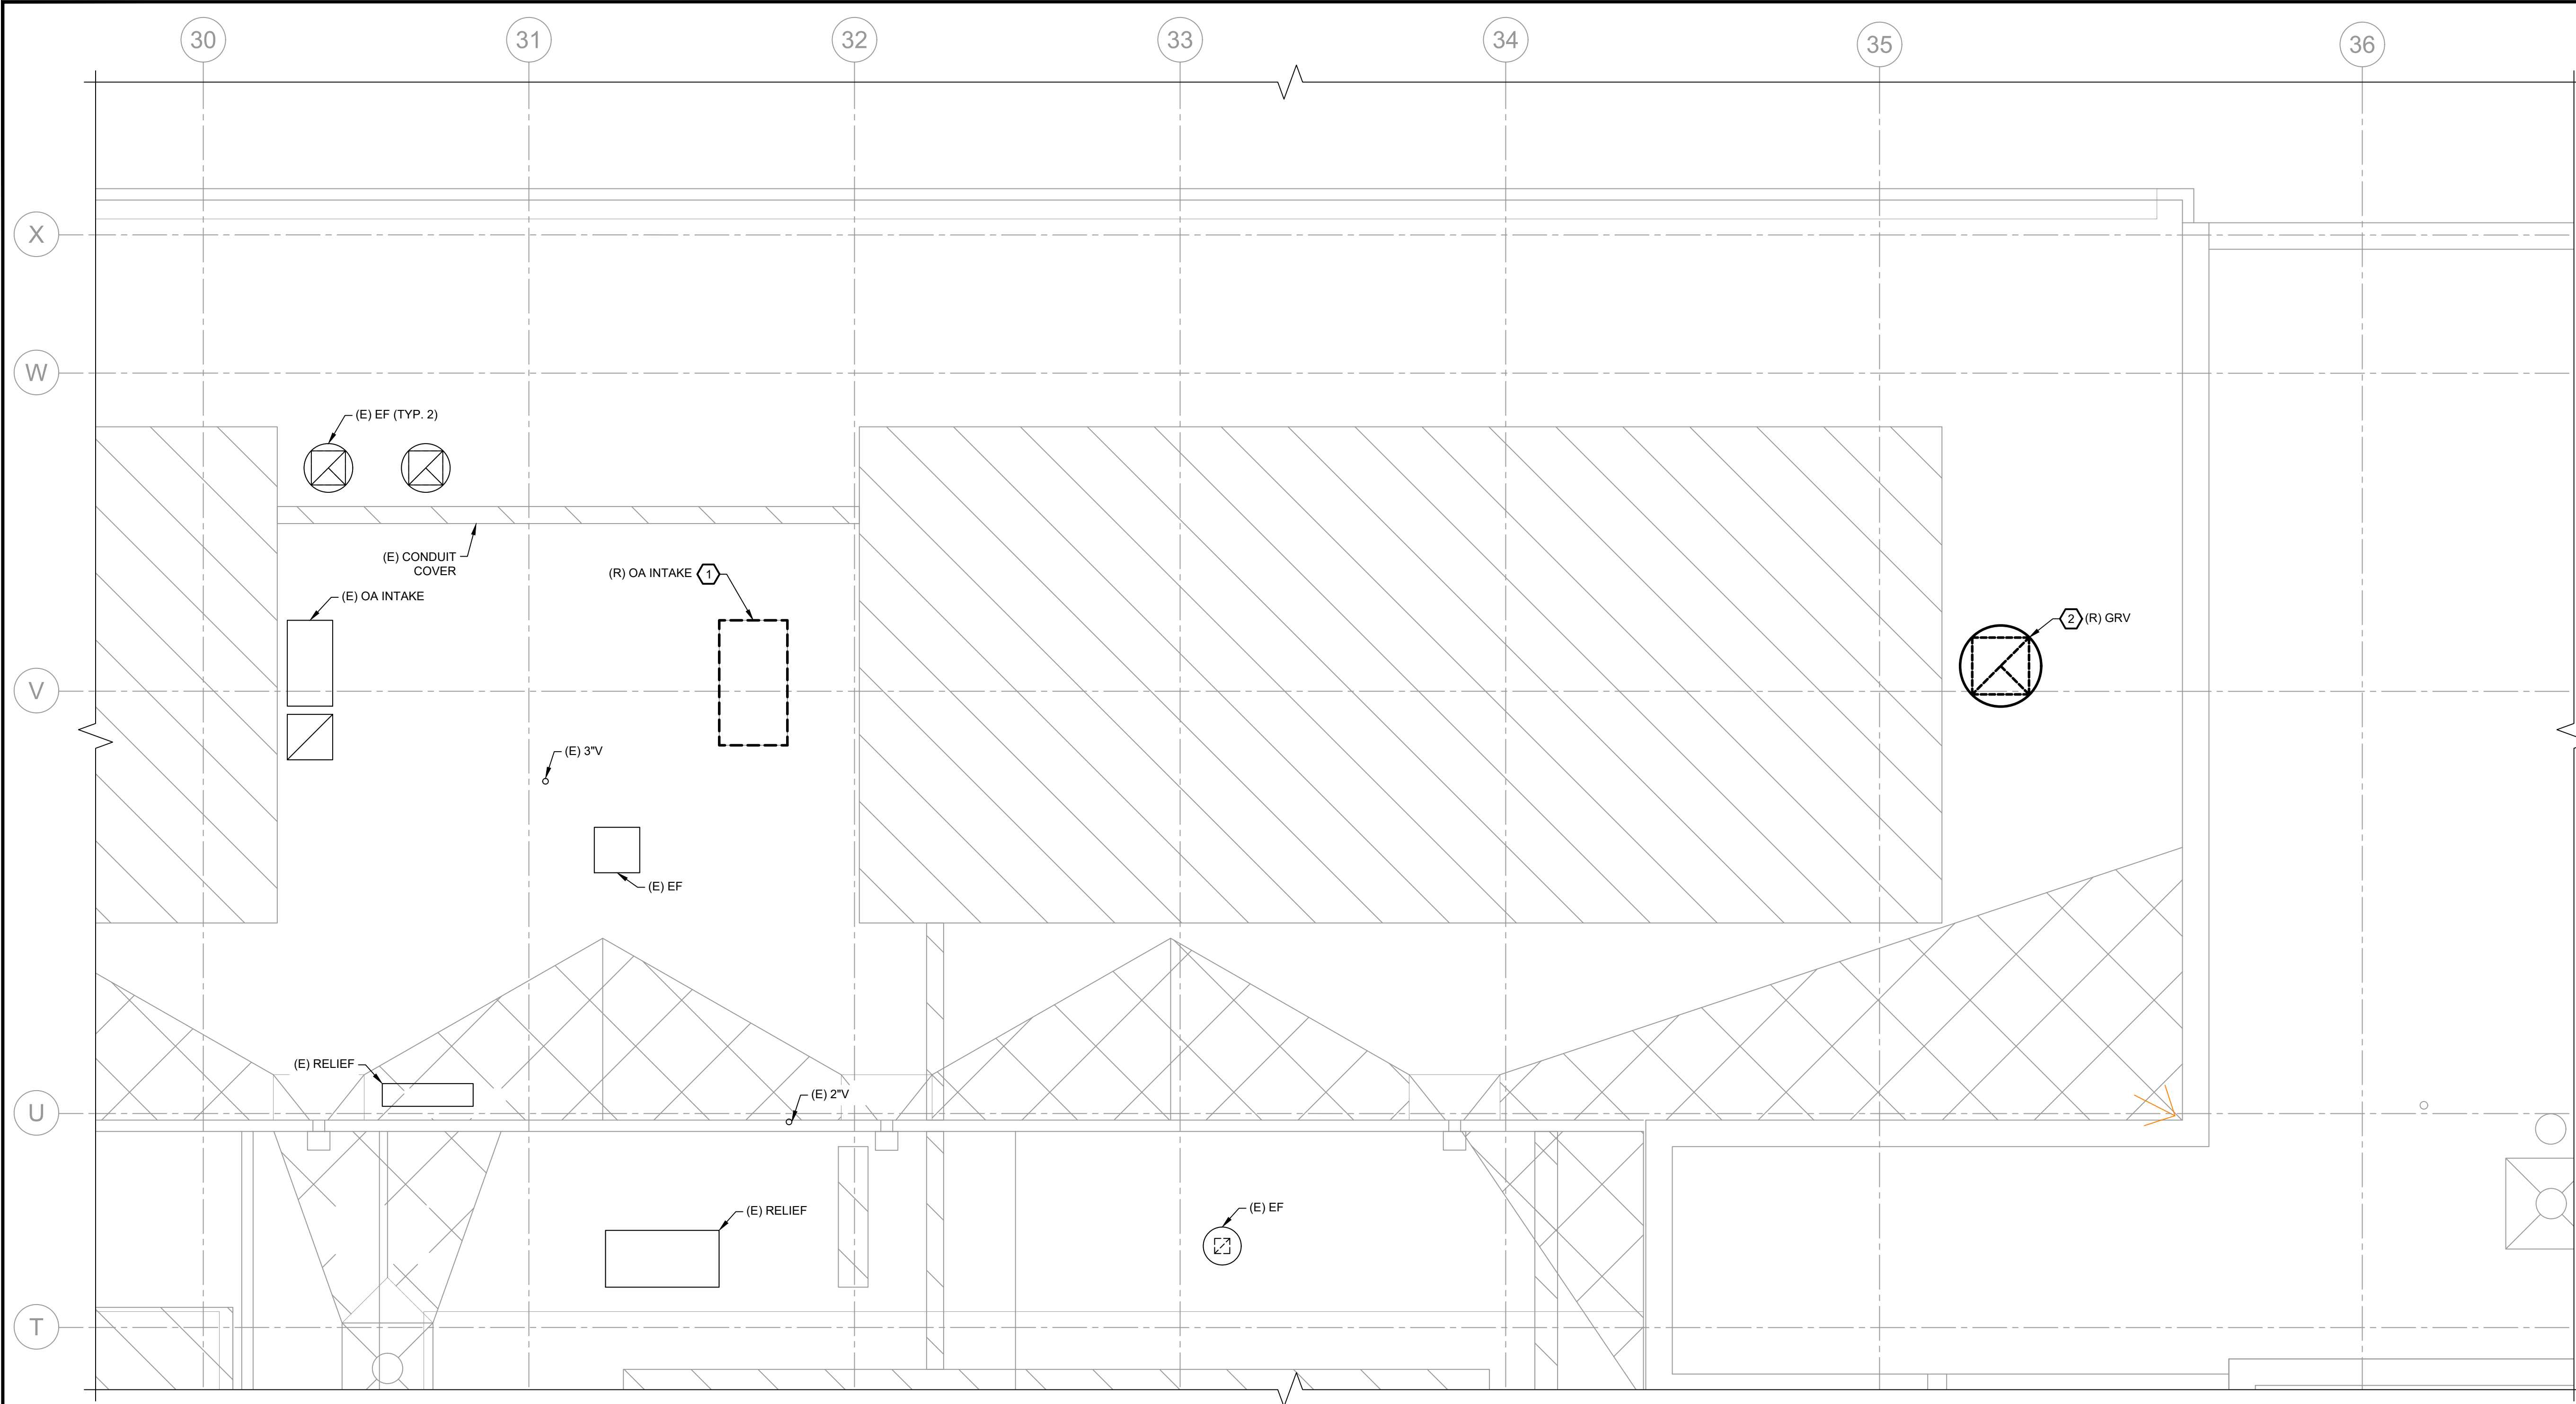 30
31
32
33
34
35
36
X
W
(E) EF (TYP. 2)
(E) CONDUIT
COVER
(R) OA INTAKE 1
(E) OA INTAKE
2 (R) GRV
V
(E) 3"V
(E) EF
(E) RELIEF
(E) 2"V
U
(E) RELIEF
(E) EF
T